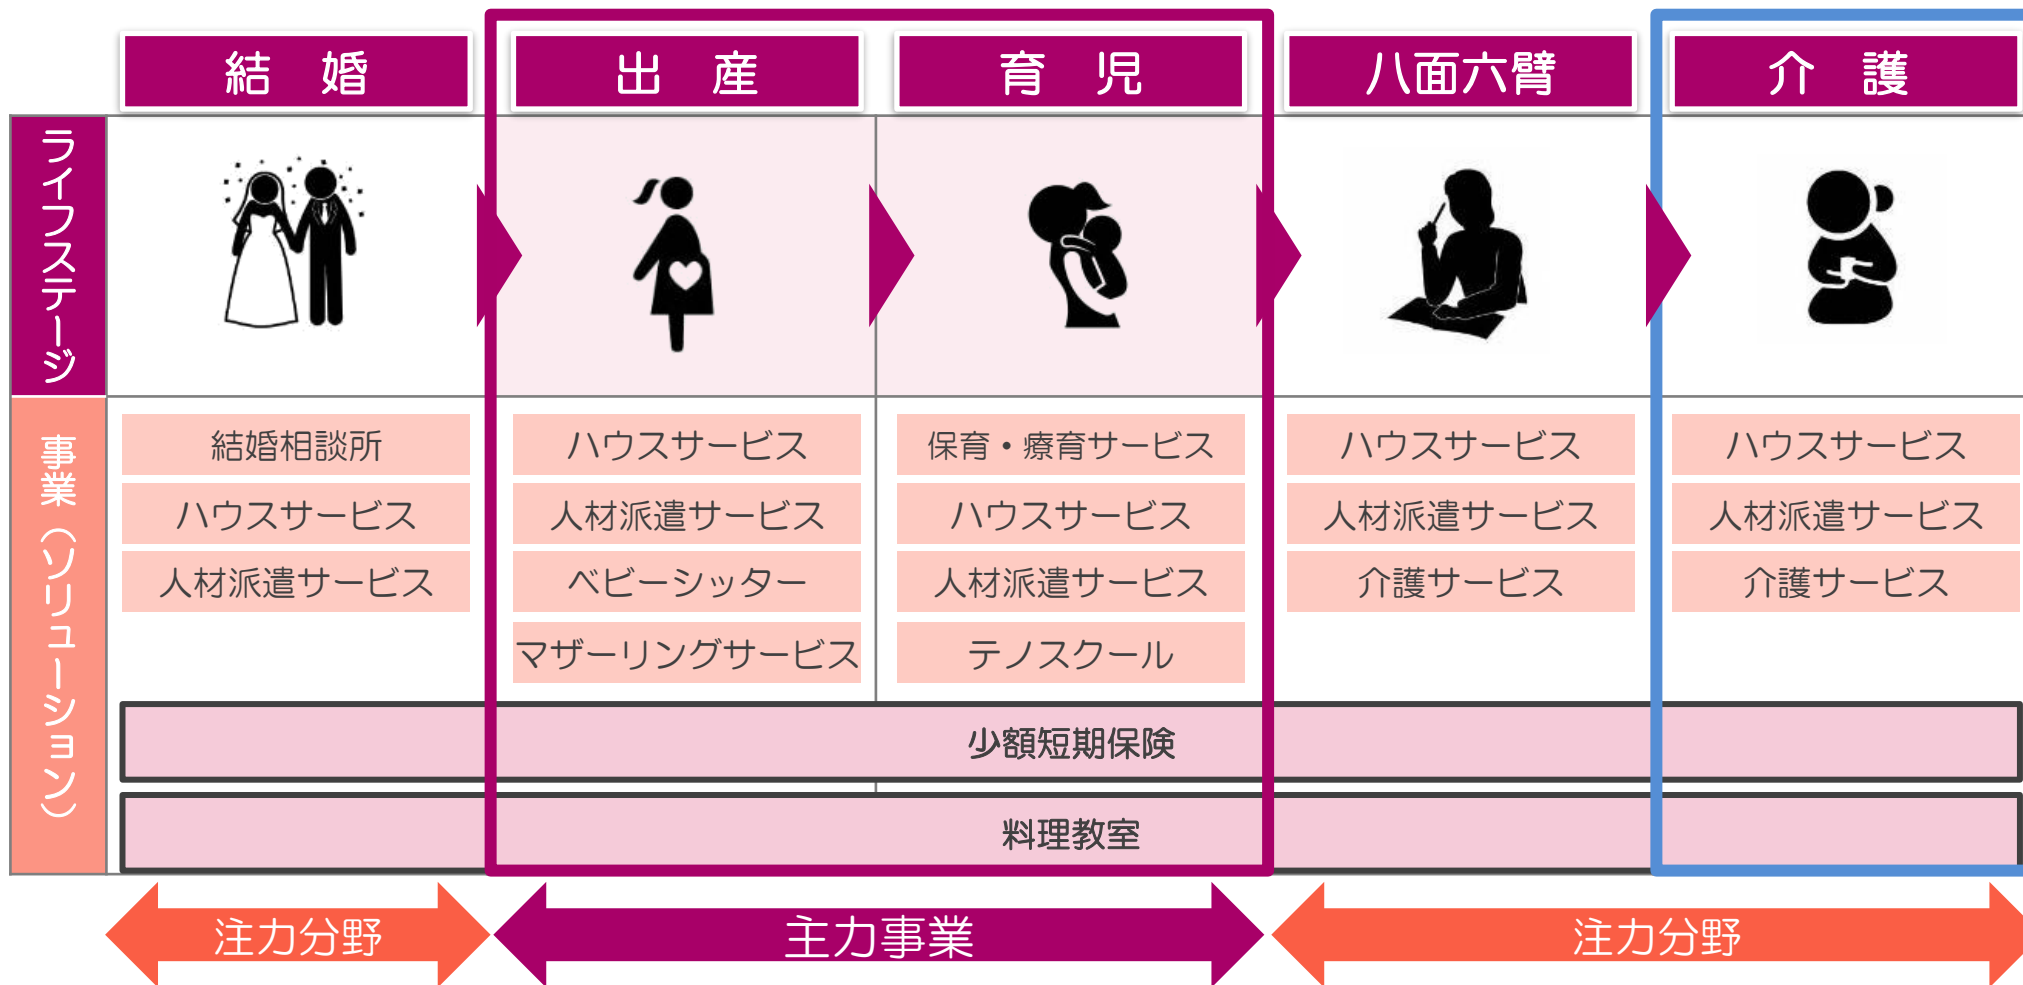 結　婚
出　産
育　児
八面六臂
介　護
ライフステージ
事業（ソリューション）
結婚相談所
ハウスサービス
人材派遣サービス
ハウスサービス
人材派遣サービス
ベビーシッター
マザーリングサービス
保育・療育サービス
ハウスサービス
人材派遣サービス
テノスクール
ハウスサービス
人材派遣サービス
介護サービス
ハウスサービス
人材派遣サービス
介護サービス
少額短期保険
料理教室
注力分野
主力事業
注力分野